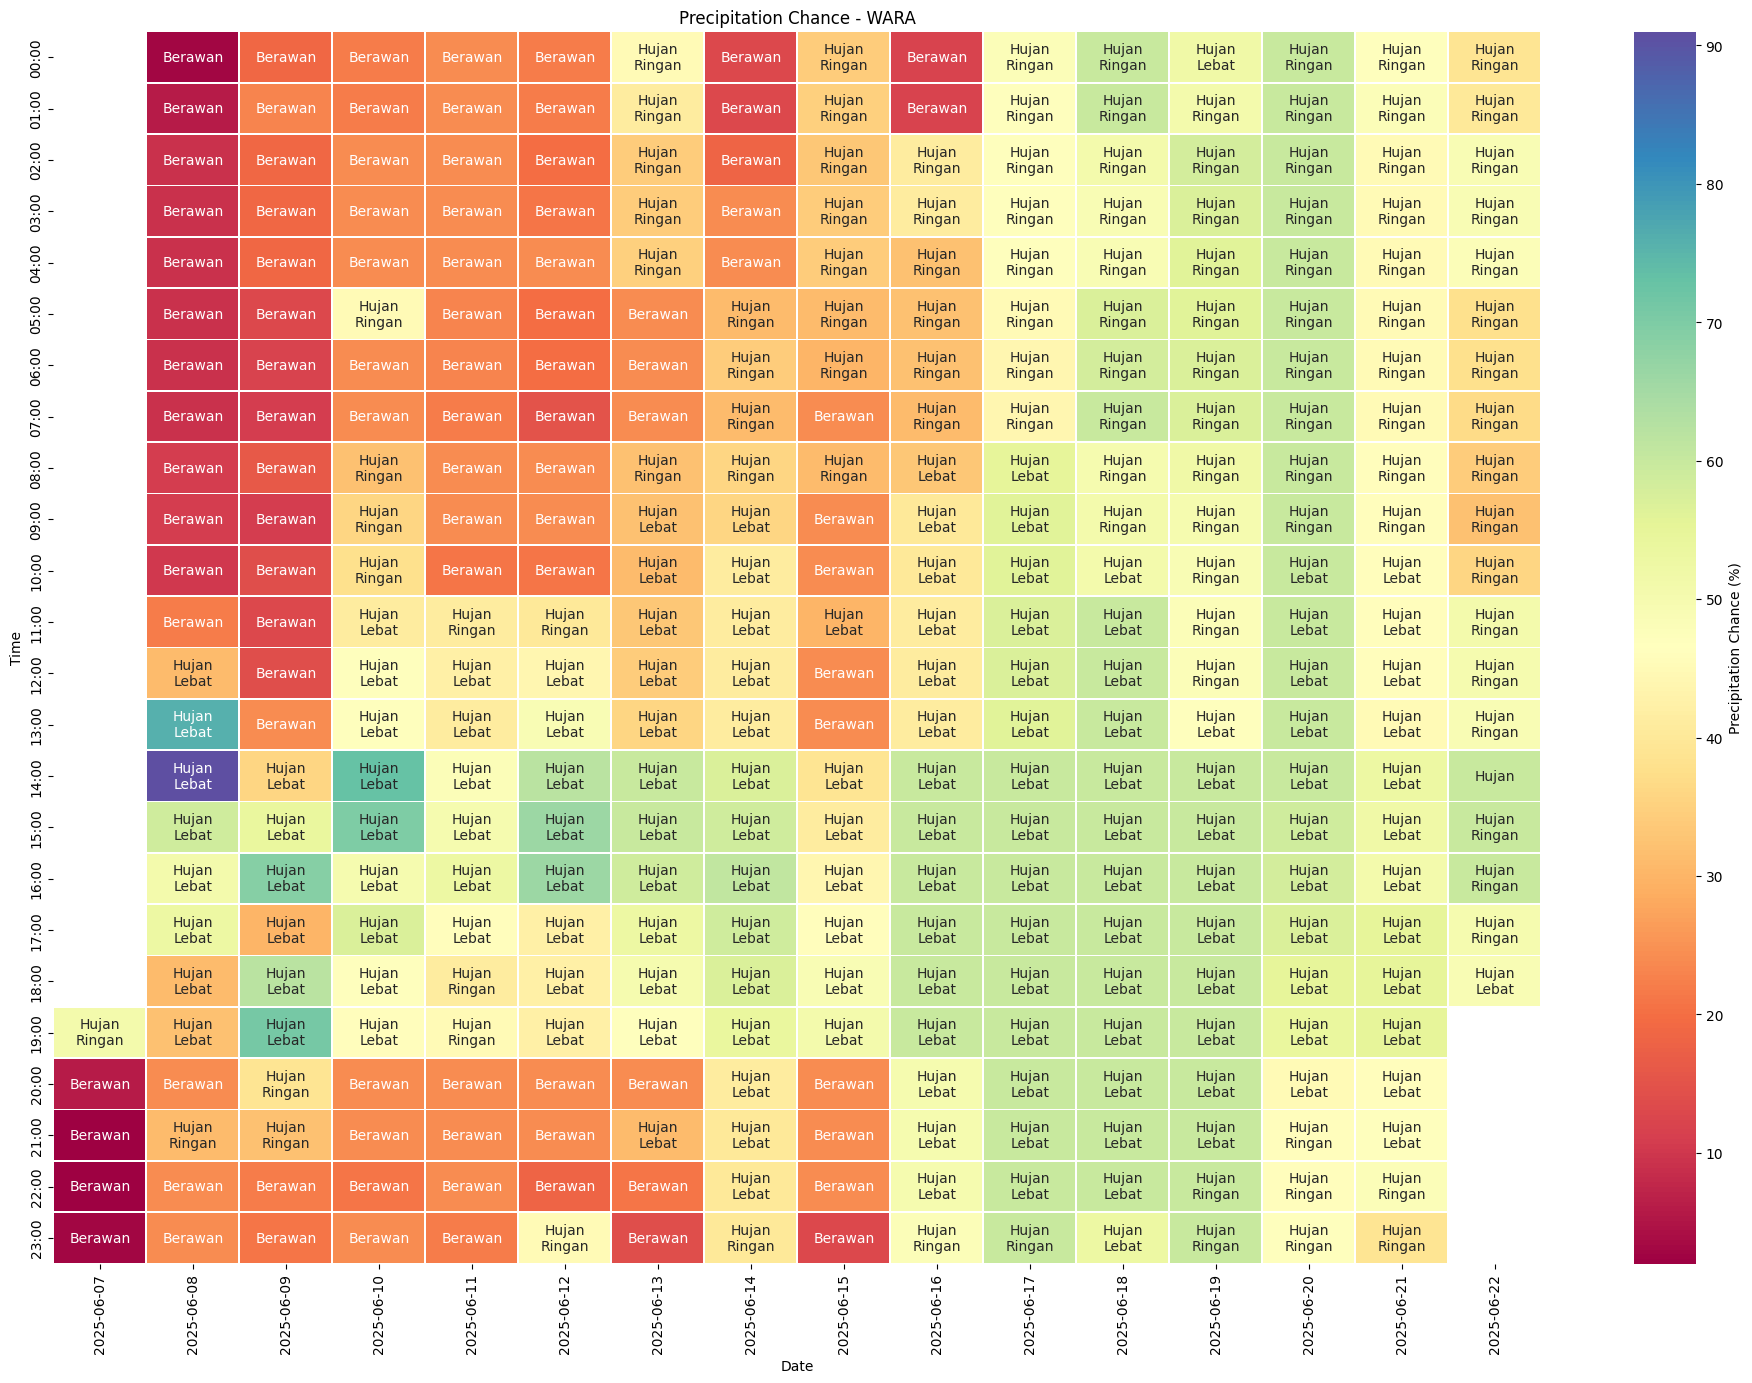 Precipitation Chance - WARA
00:00 Berawan Berawan Berawan Berawan Berawan Hujan Ringan Berawan Hujan Ringan Berawan Hujan Ringan Hujan Ringan Hujan Lebat Hujan Ringan Hujan Ringan Hujan Ringan
01:00 Berawan Berawan Berawan Berawan Berawan Hujan Ringan Berawan Hujan Ringan Berawan Hujan Ringan Hujan Ringan Hujan Ringan Hujan Ringan Hujan Ringan Hujan Ringan
02:00 Berawan Berawan Berawan Berawan Berawan Hujan Ringan Berawan Hujan Ringan Hujan Ringan Hujan Ringan Hujan Ringan Hujan Ringan Hujan Ringan Hujan Ringan Hujan Ringan
03:00 Berawan Berawan Berawan Berawan Berawan Hujan Ringan Berawan Hujan Ringan Hujan Ringan Hujan Ringan Hujan Ringan Hujan Ringan Hujan Ringan Hujan Ringan Hujan Ringan
04:00 Berawan Berawan Berawan Berawan Berawan Hujan Ringan Berawan Hujan Ringan Hujan Ringan Hujan Ringan Hujan Ringan Hujan Ringan Hujan Ringan Hujan Ringan Hujan Ringan
05:00 Berawan Berawan Hujan Ringan Berawan Berawan Berawan Hujan Ringan Hujan Ringan Hujan Ringan Hujan Ringan Hujan Ringan Hujan Ringan Hujan Ringan Hujan Ringan Hujan Ringan
06:00 Berawan Berawan Berawan Berawan Berawan Berawan Hujan Ringan Hujan Ringan Hujan Ringan Hujan Ringan Hujan Ringan Hujan Ringan Hujan Ringan Hujan Ringan Hujan Ringan
07:00 Berawan Berawan Berawan Berawan Berawan Berawan Hujan Ringan Berawan Hujan Ringan Hujan Ringan Hujan Ringan Hujan Ringan Hujan Ringan Hujan Ringan Hujan Ringan
08:00 Berawan Berawan Hujan Ringan Berawan Berawan Hujan Ringan Hujan Ringan Hujan Ringan Hujan Lebat Hujan Lebat Hujan Ringan Hujan Ringan Hujan Ringan Hujan Ringan Hujan Ringan
09:00 Berawan Berawan Hujan Ringan Berawan Berawan Hujan Lebat Hujan Lebat Berawan Hujan Lebat Hujan Lebat Hujan Ringan Hujan Ringan Hujan Ringan Hujan Ringan Hujan Ringan
10:00 Berawan Berawan Hujan Ringan Berawan Berawan Hujan Lebat Hujan Lebat Berawan Hujan Lebat Hujan Lebat Hujan Lebat Hujan Ringan Hujan Lebat Hujan Lebat Hujan Ringan
11:00 Berawan Berawan Hujan Lebat Hujan Ringan Hujan Ringan Hujan Lebat Hujan Lebat Hujan Lebat Hujan Lebat Hujan Lebat Hujan Lebat Hujan Ringan Hujan Lebat Hujan Lebat Hujan Ringan
12:00 Hujan Lebat Berawan Hujan Lebat Hujan Lebat Hujan Lebat Hujan Lebat Hujan Lebat Berawan Hujan Lebat Hujan Lebat Hujan Lebat Hujan Ringan Hujan Lebat Hujan Lebat Hujan Ringan
13:00 Hujan Lebat Berawan Hujan Lebat Hujan Lebat Hujan Lebat Hujan Lebat Hujan Lebat Berawan Hujan Lebat Hujan Lebat Hujan Lebat Hujan Lebat Hujan Lebat Hujan Lebat Hujan Ringan
14:00 Hujan Lebat Hujan Lebat Hujan Lebat Hujan Lebat Hujan Lebat Hujan Lebat Hujan Lebat Hujan Lebat Hujan Lebat Hujan Lebat Hujan Lebat Hujan Lebat Hujan Lebat Hujan Lebat Hujan
15:00 Hujan Lebat Hujan Lebat Hujan Lebat Hujan Lebat Hujan Lebat Hujan Lebat Hujan Lebat Hujan Lebat Hujan Lebat Hujan Lebat Hujan Lebat Hujan Lebat Hujan Lebat Hujan Lebat Hujan Ringan
16:00 Hujan Lebat Hujan Lebat Hujan Lebat Hujan Lebat Hujan Lebat Hujan Lebat Hujan Lebat Hujan Lebat Hujan Lebat Hujan Lebat Hujan Lebat Hujan Lebat Hujan Lebat Hujan Lebat Hujan Ringan
17:00 Hujan Lebat Hujan Lebat Hujan Lebat Hujan Lebat Hujan Lebat Hujan Lebat Hujan Lebat Hujan Lebat Hujan Lebat Hujan Lebat Hujan Lebat Hujan Lebat Hujan Lebat Hujan Lebat Hujan Ringan
18:00 Hujan Lebat Hujan Lebat Hujan Lebat Hujan Ringan Hujan Lebat Hujan Lebat Hujan Lebat Hujan Lebat Hujan Lebat Hujan Lebat Hujan Lebat Hujan Lebat Hujan Lebat Hujan Lebat Hujan Lebat
19:00 Hujan Ringan Hujan Lebat Hujan Lebat Hujan Lebat Hujan Ringan Hujan Lebat Hujan Lebat Hujan Lebat Hujan Lebat Hujan Lebat Hujan Lebat Hujan Lebat Hujan Lebat Hujan Lebat Hujan Lebat
20:00 Berawan Berawan Hujan Ringan Berawan Berawan Berawan Berawan Hujan Lebat Berawan Hujan Lebat Hujan Lebat Hujan Lebat Hujan Lebat Hujan Lebat Hujan Lebat
21:00 Berawan Hujan Ringan Hujan Ringan Berawan Berawan Berawan Hujan Lebat Hujan Lebat Berawan Hujan Lebat Hujan Lebat Hujan Lebat Hujan Lebat Hujan Ringan Hujan Lebat
22:00 Berawan Berawan Berawan Berawan Berawan Berawan Berawan Hujan Lebat Berawan Hujan Lebat Hujan Lebat Hujan Lebat Hujan Ringan Hujan Ringan Hujan Ringan
23:00 Berawan Berawan Berawan Berawan Berawan Hujan Ringan Berawan Hujan Ringan Berawan Hujan Ringan Hujan Ringan Hujan Lebat Hujan Ringan Hujan Ringan Hujan Ringan
Time
2025-06-07 2025-06-08 2025-06-09 2025-06-10 2025-06-11 2025-06-12 2025-06-13 2025-06-14 2025-06-15 2025-06-16 2025-06-17 2025-06-18 2025-06-19 2025-06-20 2025-06-21 2025-06-22
Date
90
80
70
60
50
40
30
20
10
Precipitation Chance (%)